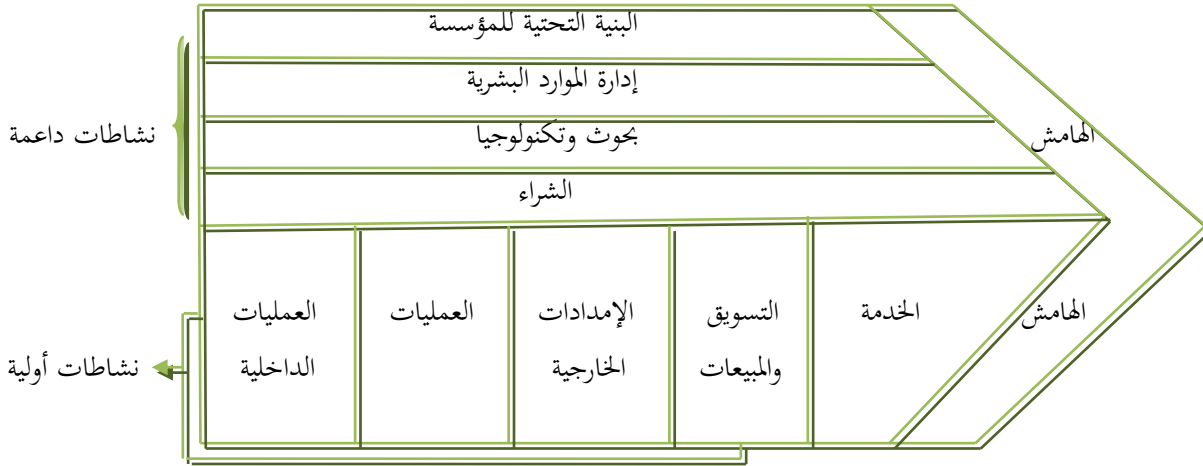 البنية التحتية للمؤسسة
إدارة الموارد البشرية
بحوث وتكنولوجيا
الشراء
نشاطات داعمة
الهامش
الخدمة
التسويق
والمبيعات
الإمدادات
الخارجية
العمليات
العمليات
الداخلية
الهامش
نشاطات أولية